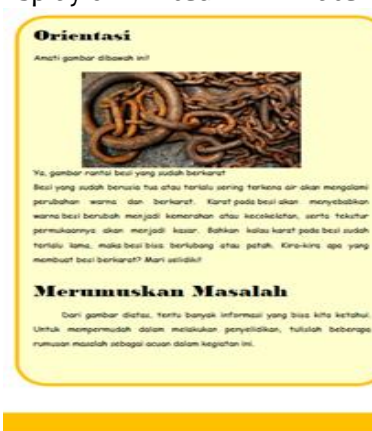 Orientasi
Amati gambar dibawah ini!
Ya, gambar rantai besi yang sudah berkarat
Besi yang sudah berusia tua atau terlalu sering terkena air akan mengalami
perubahan warna dan berkarat. Karat pada besi akan menyebabkan
warna besi berubah menjadi kemerahan atau kecokelatan, serta tekstur
permukaannya akan menjadi kasar. Bahkan kalau karat pada besi sudah
terlalu lama, maka besi bisa berlubang atau patah. Kira-kira apa yang
membuat besi berkarat? Mari selidiki!
Merumuskan Masalah
Dari gambar diatas, tentu banyak informasi yang bisa kita ketahui.
Untuk mempermudah dalam melakukan penyelidikan, tulislah beberapa
rumusan masalah sebagai acuan dalam kegiatan ini.